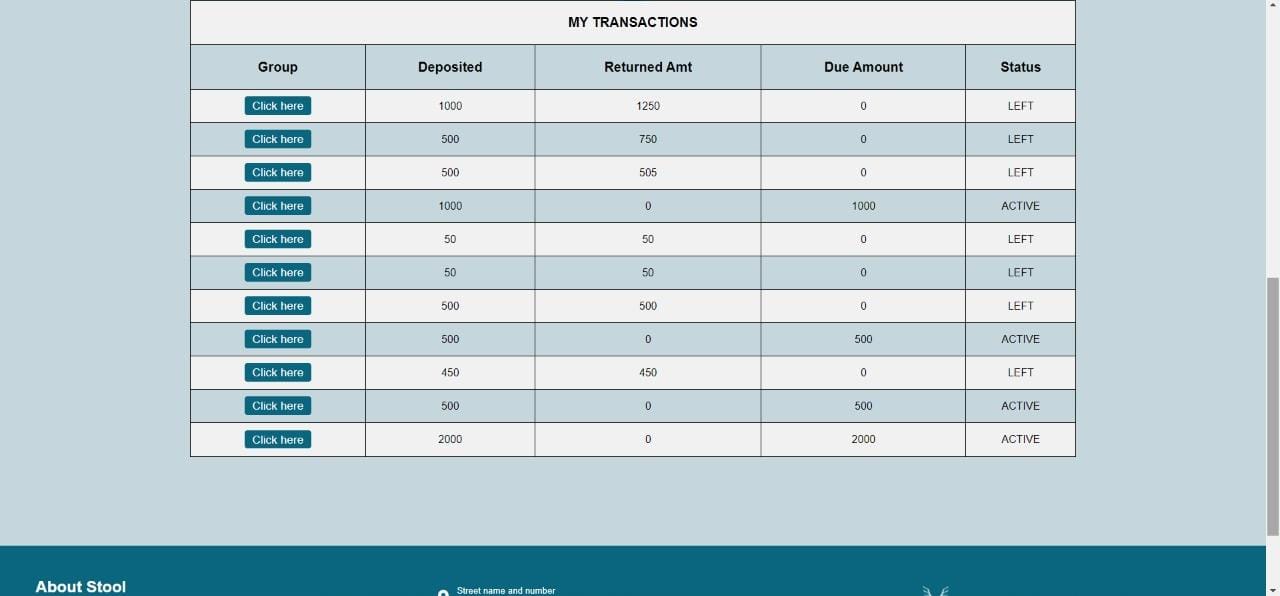 MY TRANSACTIONS
Group Deposited Returned Amt Due Amount Status
Click here 1000 1250 0 LEFT
Click here 500 750 0 LEFT
Click here 500 505 0 LEFT
Click here 1000 0 1000 ACTIVE
Click here 50 50 0 LEFT
Click here 50 50 0 LEFT
Click here 500 500 0 LEFT
Click here 500 0 500 ACTIVE
Click here 450 450 0 LEFT
Click here 500 0 500 ACTIVE
Click here 2000 0 2000 ACTIVE
About Stool
Street name and number